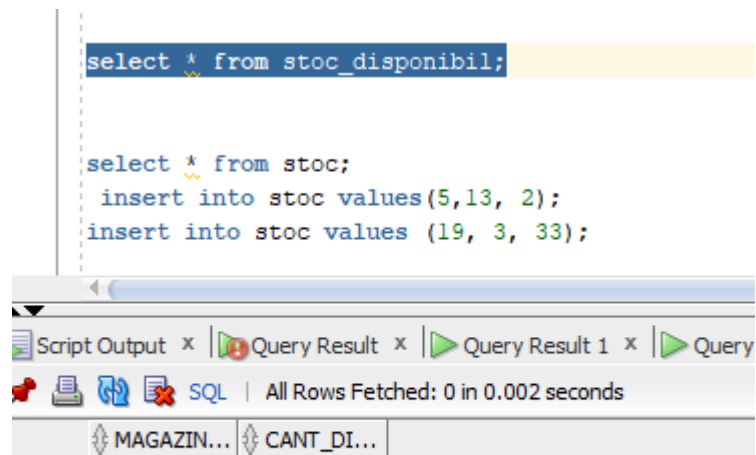 select * from stoc_disponibil;
select * from stoc;
insert into stoc values(5,13, 2);
insert into stoc values (19, 3, 33);
Script Output x Query Result x Query Result 1 x Query
SQL | All Rows Fetched: 0 in 0.002 seconds
MAGAZIN... CANT_DI...